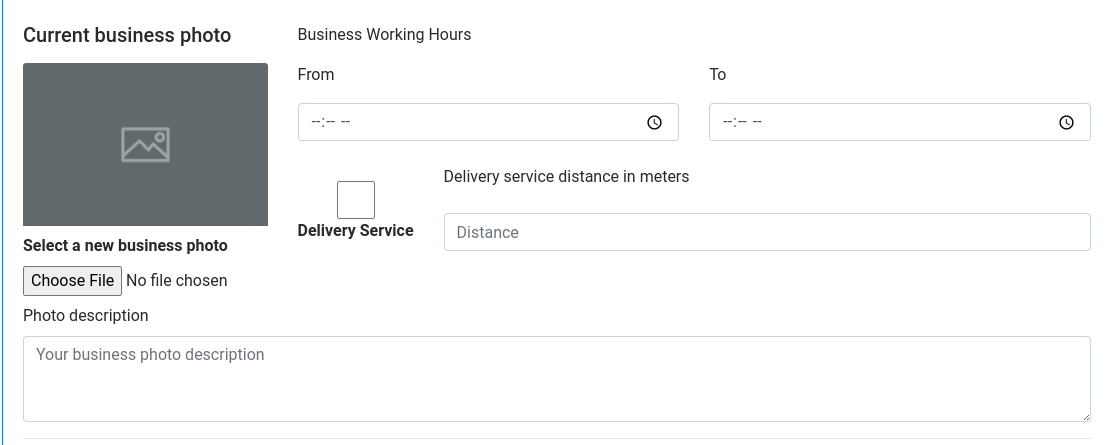 Current business photo
Business Working Hours
From
To
--:-- --
--:-- --
Delivery service distance in meters
Delivery Service
Distance
Select a new business photo
Choose File No file chosen
Photo description
Your business photo description